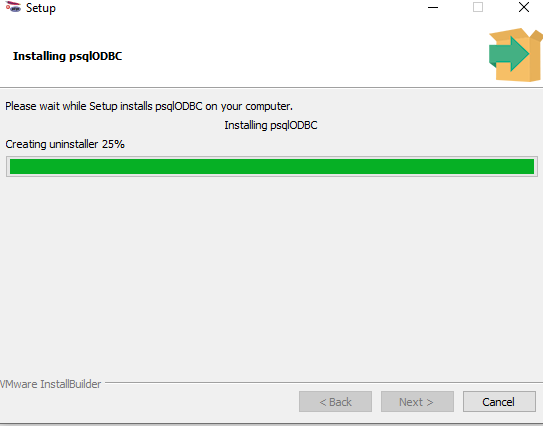 Setup
Installing psqlODBC
Please wait while Setup installs psqlODBC on your computer.
Installing psqlODBC
Creating uninstaller 25%
VMware InstallBuilder
< Back
Next >
Cancel